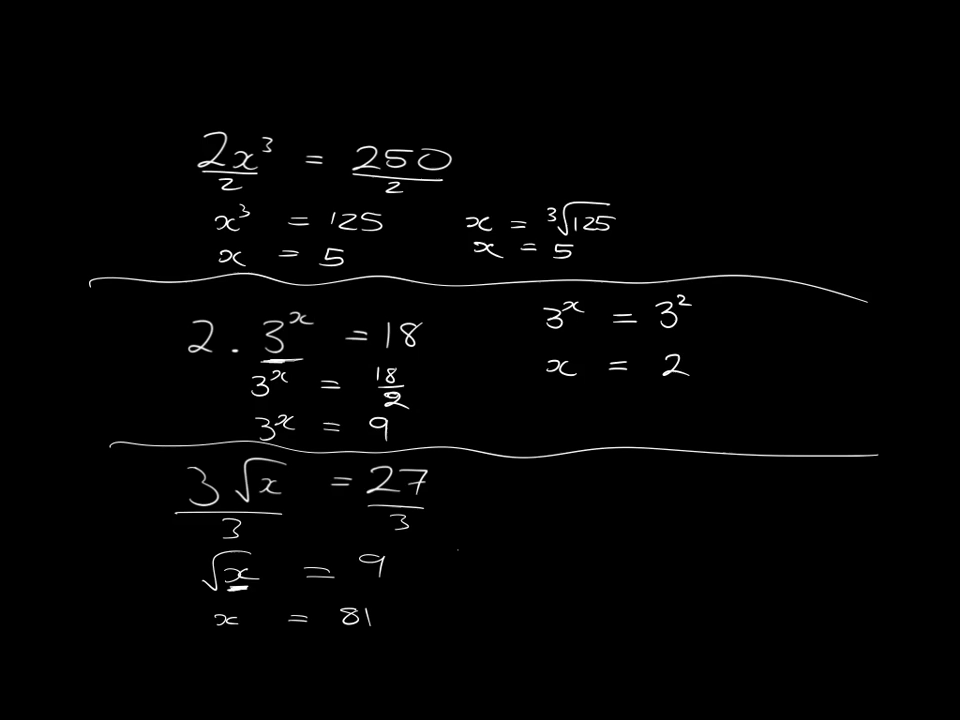 2x³ = 250
2 2
x³ = 125 x = ³√125
x = 5 x = 5
2 . 3ˣ = 18 3ˣ = 3²
3ˣ = 18/2 x = 2
3ˣ = 9
3√x = 27
3 3
√x = 9
x = 81